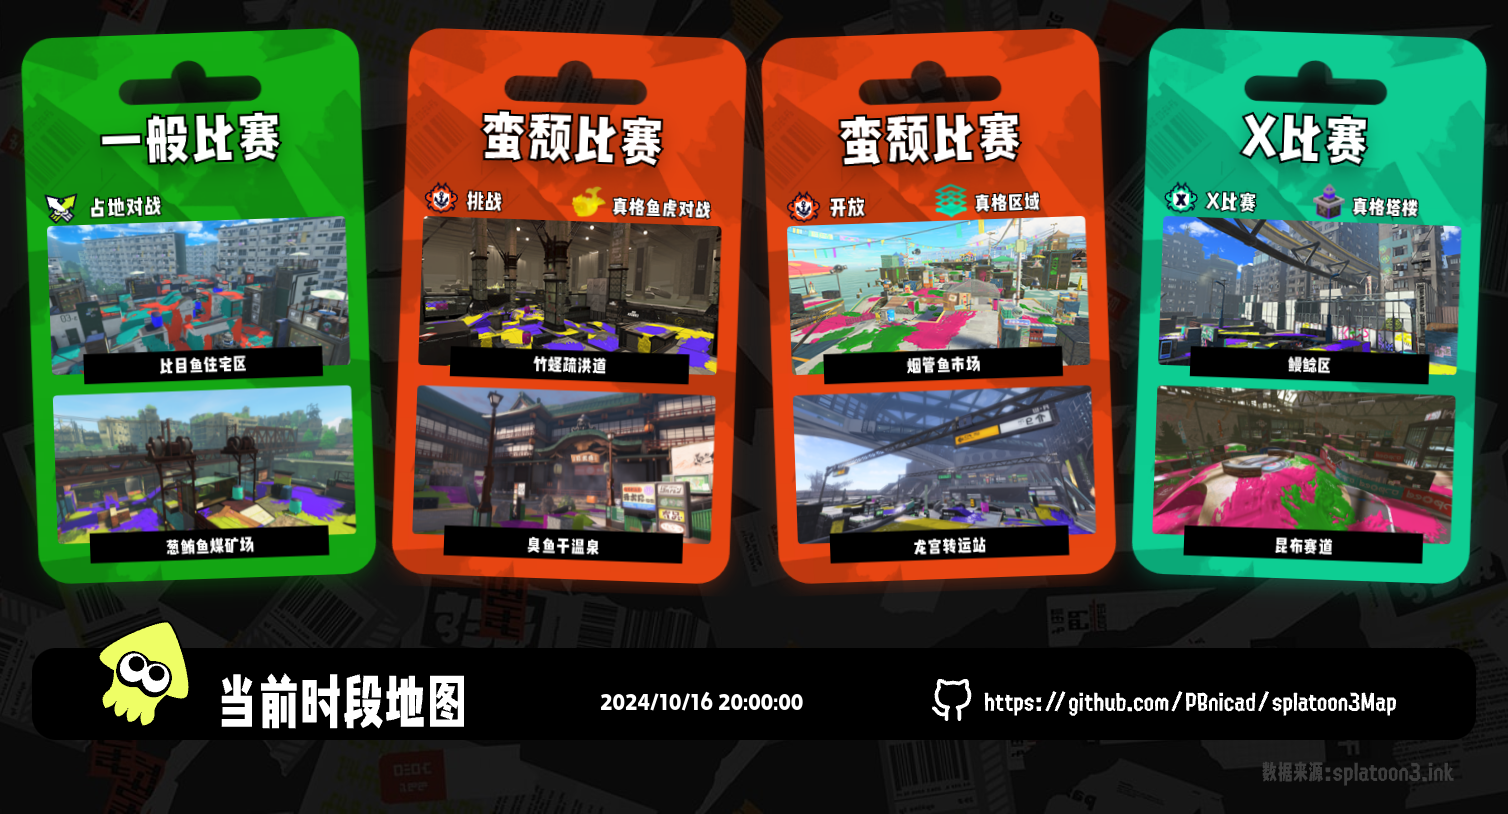 一般比赛
占地对战
比目鱼住宅区
葱鲔鱼煤矿场
蛮颓比赛
挑战
真格鱼虎对战
竹蛏疏洪道
臭鱼干温泉
蛮颓比赛
开放
真格区域
烟管鱼市场
龙宫转运站
X比赛
X比赛
真格塔楼
鳗鲶区
昆布赛道
当前时段地图
2024/10/16 20:00:00
https://github.com/PBnicad/splatoon3Map
数据来源:splatoon3.ink